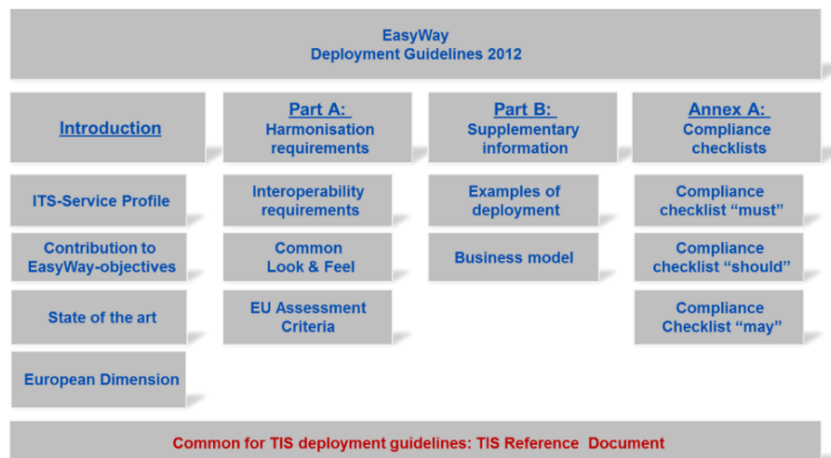 EasyWay
Deployment Guidelines 2012
Introduction
ITS-Service Profile
Contribution to
EasyWay-objectives
State of the art
European Dimension
Part A:
Harmonisation
requirements
Interoperability
requirements
Common
Look & Feel
EU Assessment
Criteria
Part B:
Supplementary
information
Examples of
deployment
Business model
Annex A:
Compliance
checklists
Compliance
checklist “must”
Compliance
checklist “should”
Compliance
Checklist “may”
Common for TIS deployment guidelines: TIS Reference Document